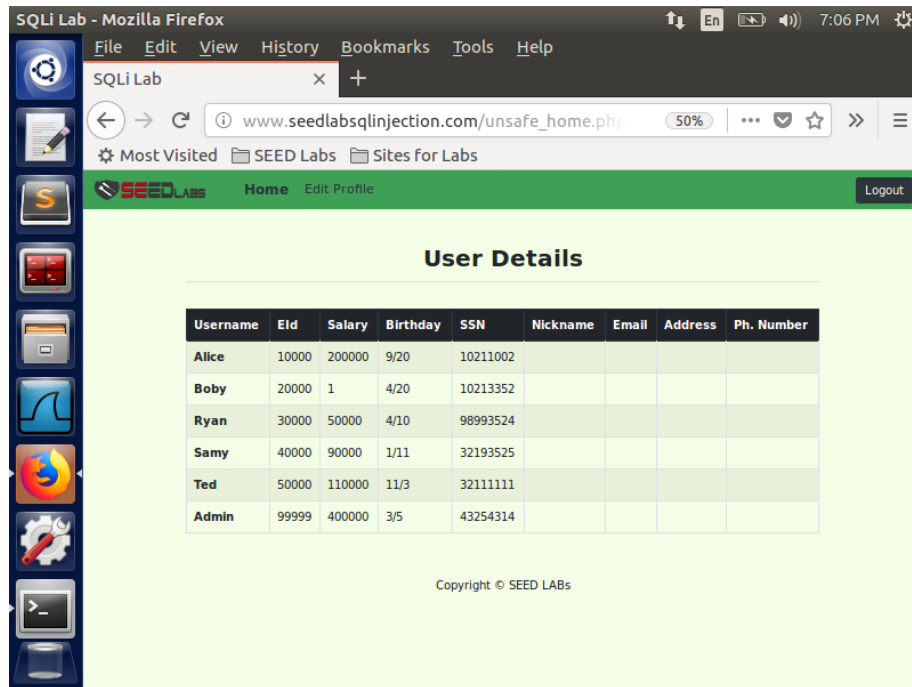 SQLi Lab - Mozilla Firefox En 7:06 PM
File Edit View History Bookmarks Tools Help
SQLi Lab × +
www.seedlabsqlinjection.com/unsafe_home.php 50%
Most Visited SEED Labs Sites for Labs
SEEDLABS Home Edit Profile Logout
User Details
Username EId Salary Birthday SSN Nickname Email Address Ph. Number
Alice 10000 200000 9/20 10211002
Boby 20000 1 4/20 10213352
Ryan 30000 50000 4/10 98993524
Samy 40000 90000 1/11 32193525
Ted 50000 110000 11/3 32111111
Admin 99999 400000 3/5 43254314
Copyright © SEED LABs